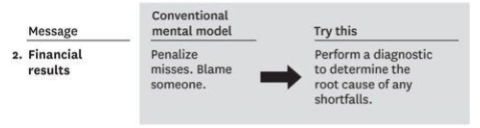 Conventional
Message mental model Try this
2. Financial Penalize Perform a diagnostic
results misses. Blame to determine the
someone. root cause of any
shortfalls.